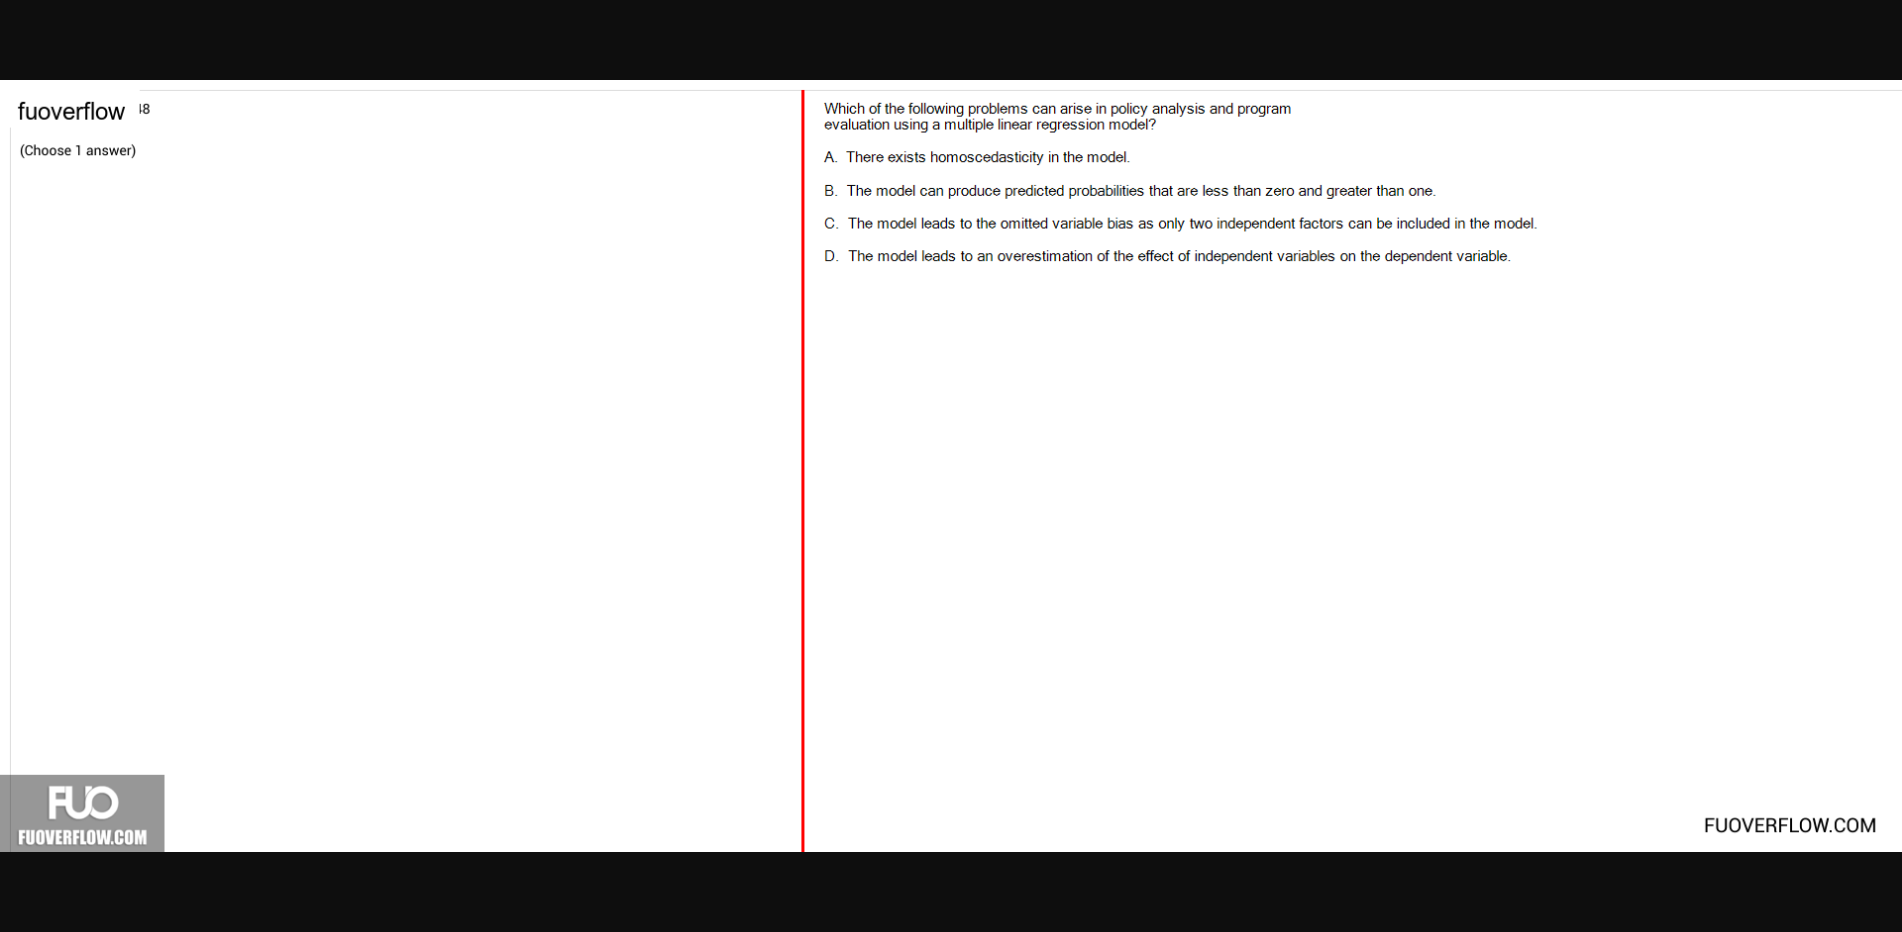 fuoverflow
(Choose 1 answer)
Which of the following problems can arise in policy analysis and program
evaluation using a multiple linear regression model?
A. There exists homoscedasticity in the model.
B. The model can produce predicted probabilities that are less than zero and greater than one.
C. The model leads to the omitted variable bias as only two independent factors can be included in the model.
D. The model leads to an overestimation of the effect of independent variables on the dependent variable.
FUO
FUOVERFLOW.COM
FUOVERFLOW.COM